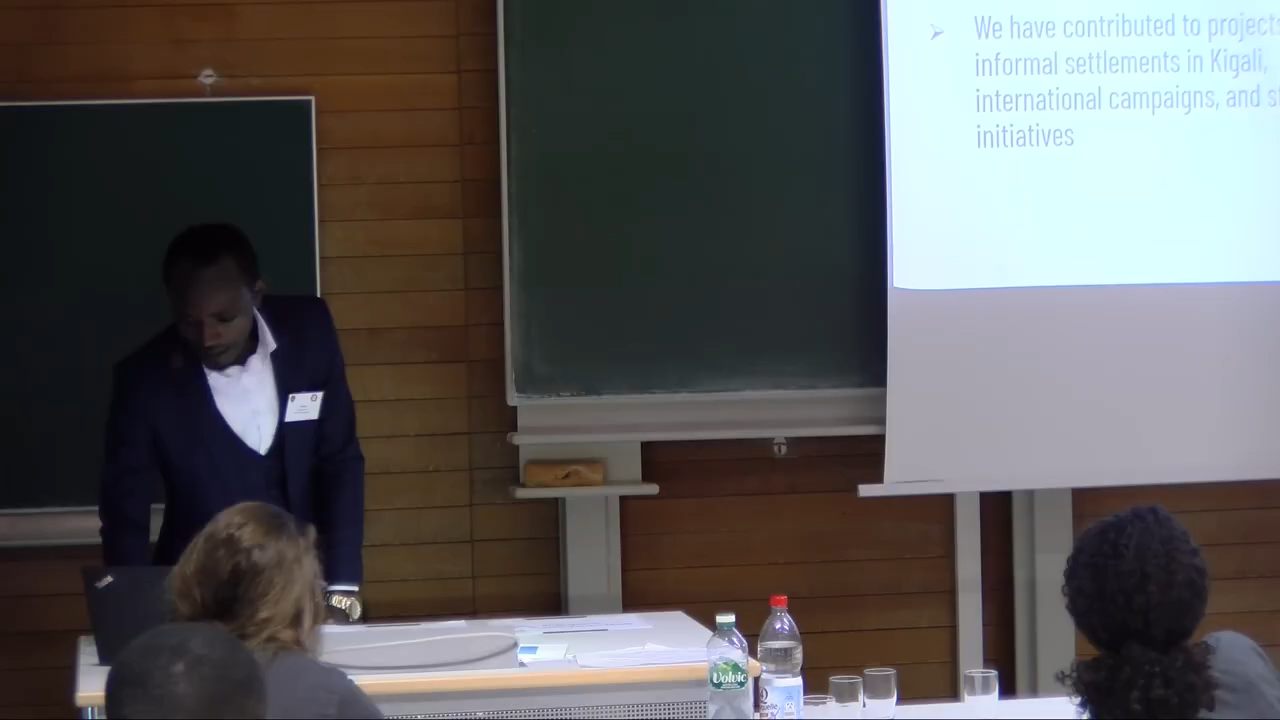 ➢ We have contributed to project
informal settlements in Kigali,
international campaigns, and s
initiatives
Volvic